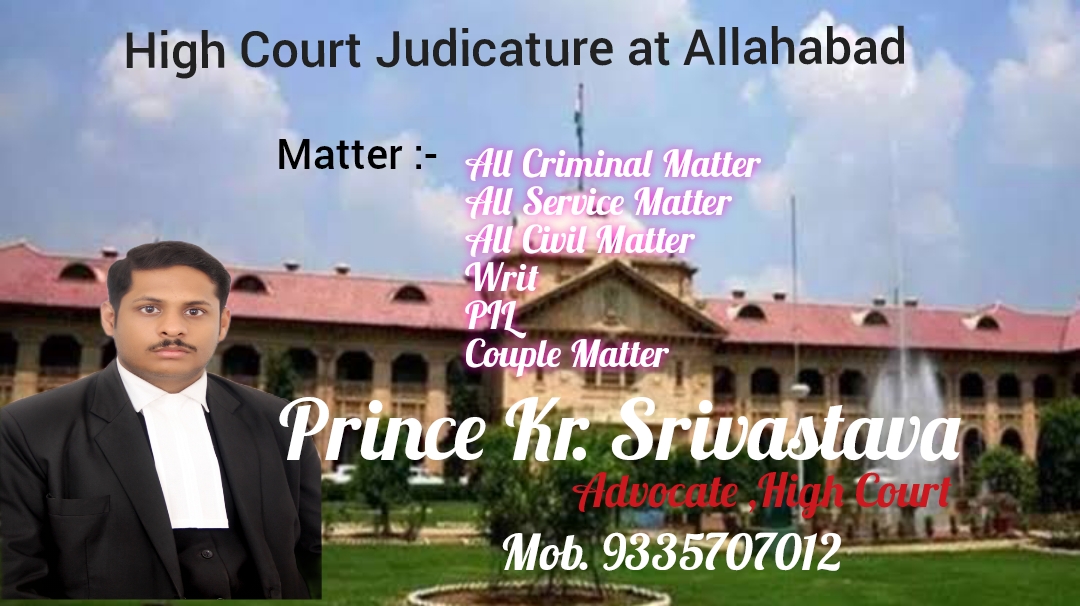 High Court Judicature at Allahabad
Matter :-
All Criminal Matter
All Service Matter
All Civil Matter
Writ
PIL
Couple Matter
Prince Kr. Srivastava
Advocate ,High Court
Mob. 9335707012